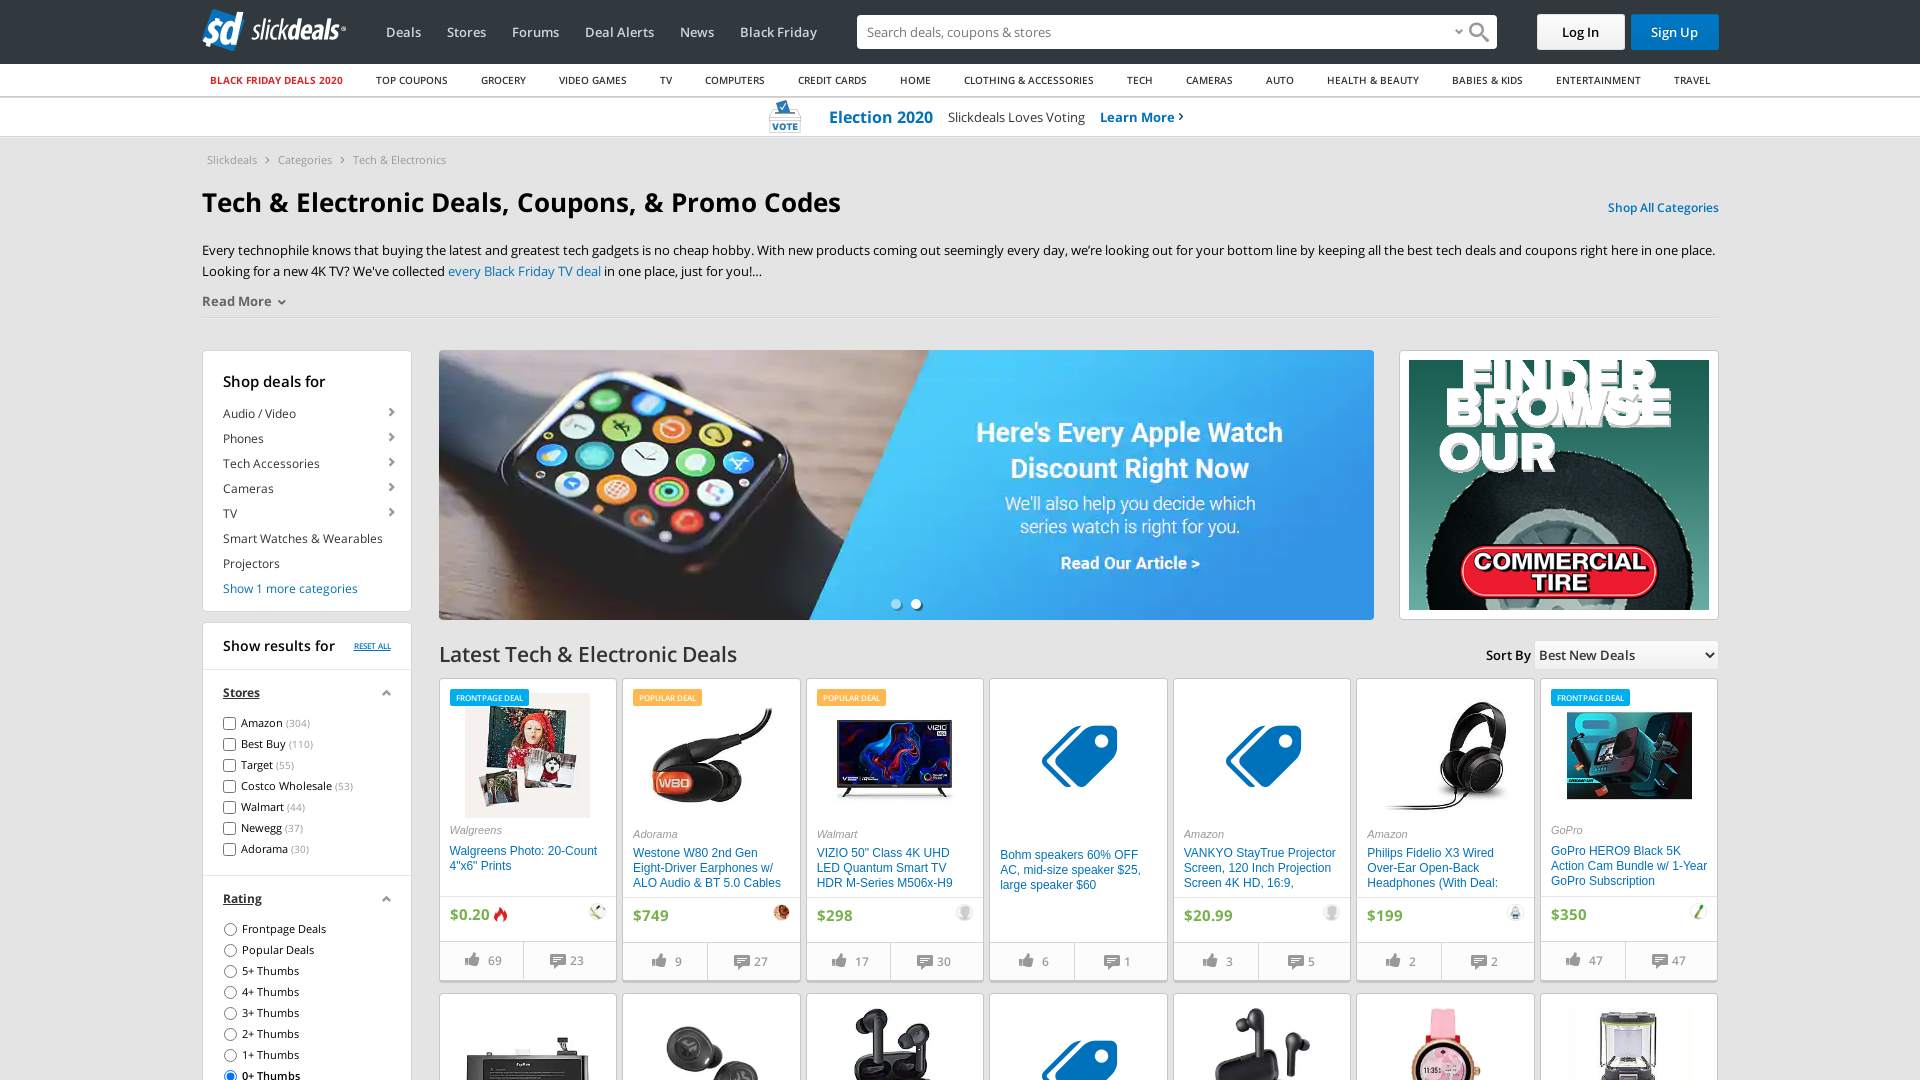 slickdeals
Deals
Stores
Forums
Deal Alerts
News
Black Friday
Search deals, coupons & stores
Log In
Sign Up
BLACK FRIDAY DEALS 2020
TOP COUPONS
GROCERY
VIDEO GAMES
TV
COMPUTERS
CREDIT CARDS
HOME
CLOTHING & ACCESSORIES
TECH
CAMERAS
AUTO
HEALTH & BEAUTY
BABIES & KIDS
ENTERTAINMENT
TRAVEL
VOTE
Election 2020
Slickdeals Loves Voting
Learn More
Slickdeals
Categories
Tech & Electronics
Tech & Electronic Deals, Coupons, & Promo Codes
Shop All Categories
Every technophile knows that buying the latest and greatest tech gadgets is no cheap hobby. With new products coming out seemingly every day, we're looking out for your bottom line by keeping all the best tech deals and coupons right here in one place.
Looking for a new 4K TV? We've collected every Black Friday TV deal in one place, just for you!...
Read More
Shop deals for
Audio / Video
Phones
Tech Accessories
Cameras
TV
Smart Watches & Wearables
Projectors
Show 1 more categories
Here's Every Apple Watch
Discount Right Now
We'll also help you decide which
series watch is right for you.
Read Our Article >
FINDER
BROWSE
OUR
COMMERCIAL
TIRE
Show results for
RESET ALL
Stores
Amazon (304)
Best Buy (110)
Target (55)
Costco Wholesale (53)
Walmart (44)
Newegg (37)
Adorama (30)
Rating
Frontpage Deals
Popular Deals
5+ Thumbs
4+ Thumbs
3+ Thumbs
2+ Thumbs
1+ Thumbs
0+ Thumbs
Latest Tech & Electronic Deals
Sort By
Best New Deals
FRONTPAGE DEAL
Walgreens
Walgreens Photo: 20-Count
4"x6" Prints
$0.20
69
23
POPULAR DEAL
W80
Adorama
Westone W80 2nd Gen
Eight-Driver Earphones w/
ALO Audio & BT 5.0 Cables
$749
9
27
POPULAR DEAL
VIZIO
Walmart
VIZIO 50" Class 4K UHD
LED Quantum Smart TV
HDR M-Series M506x-H9
$298
17
30
Bohm speakers 60% OFF
AC, mid-size speaker $25,
large speaker $60
6
1
Amazon
VANKYO StayTrue Projector
Screen, 120 Inch Projection
Screen 4K HD, 16:9,
$20.99
3
5
Amazon
Philips Fidelio X3 Wired
Over-Ear Open-Back
Headphones (With Deal:
$199
2
2
FRONTPAGE DEAL
GoPro
GoPro HERO9 Black 5K
Action Cam Bundle w/ 1-Year
GoPro Subscription
$350
47
47